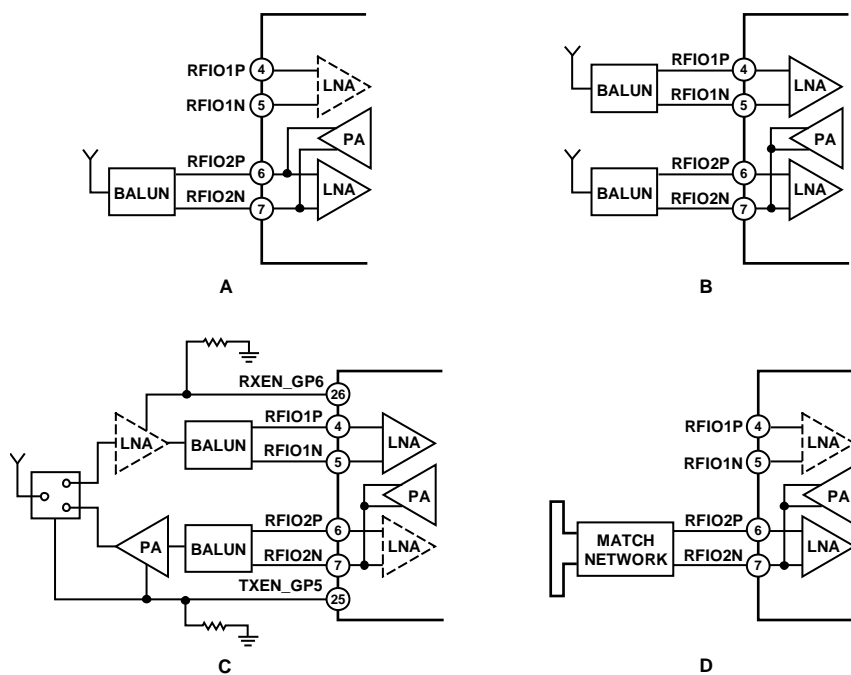 RFIO1P
4
LNA
RFIO1N
5
PA
RFIO2P
6
BALUN
LNA
RFIO2N
7
A
RFIO1P
4
BALUN
LNA
RFIO1N
5
PA
RFIO2P
6
BALUN
LNA
RFIO2N
7
B
RXEN_GP6
26
RFIO1P
4
LNA
BALUN
LNA
RFIO1N
5
PA
RFIO2P
6
PA
BALUN
LNA
RFIO2N
7
TXEN_GP5
25
C
RFIO1P
4
LNA
RFIO1N
5
PA
RFIO2P
6
MATCH
NETWORK
LNA
RFIO2N
7
D